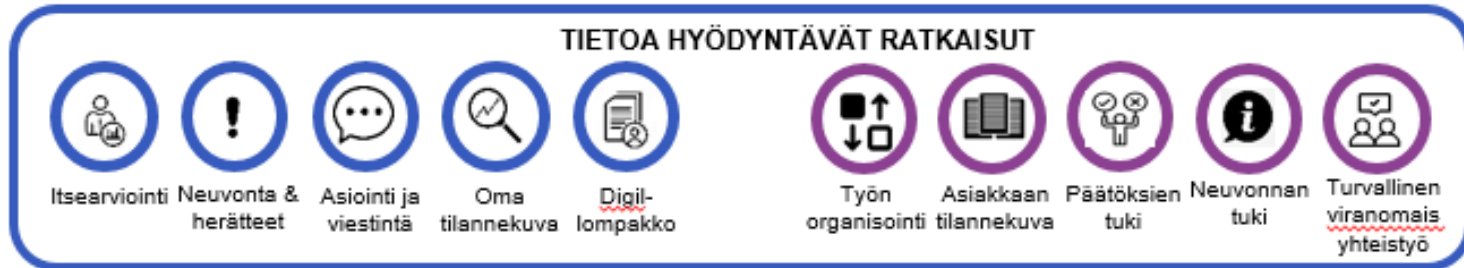 TIETOA HYÖDYNTÄVÄT RATKAISUT
Itsearviointi
Neuvonta &
herätteet
Asiointi ja
viestintä
Oma
tilannekuva
Digil-
lompakko
Työn
organisointi
Asiakkaan
tilannekuva
Päätöksien
tuki
Neuvonnan
tuki
Turvallinen
viranomais
yhteistyö